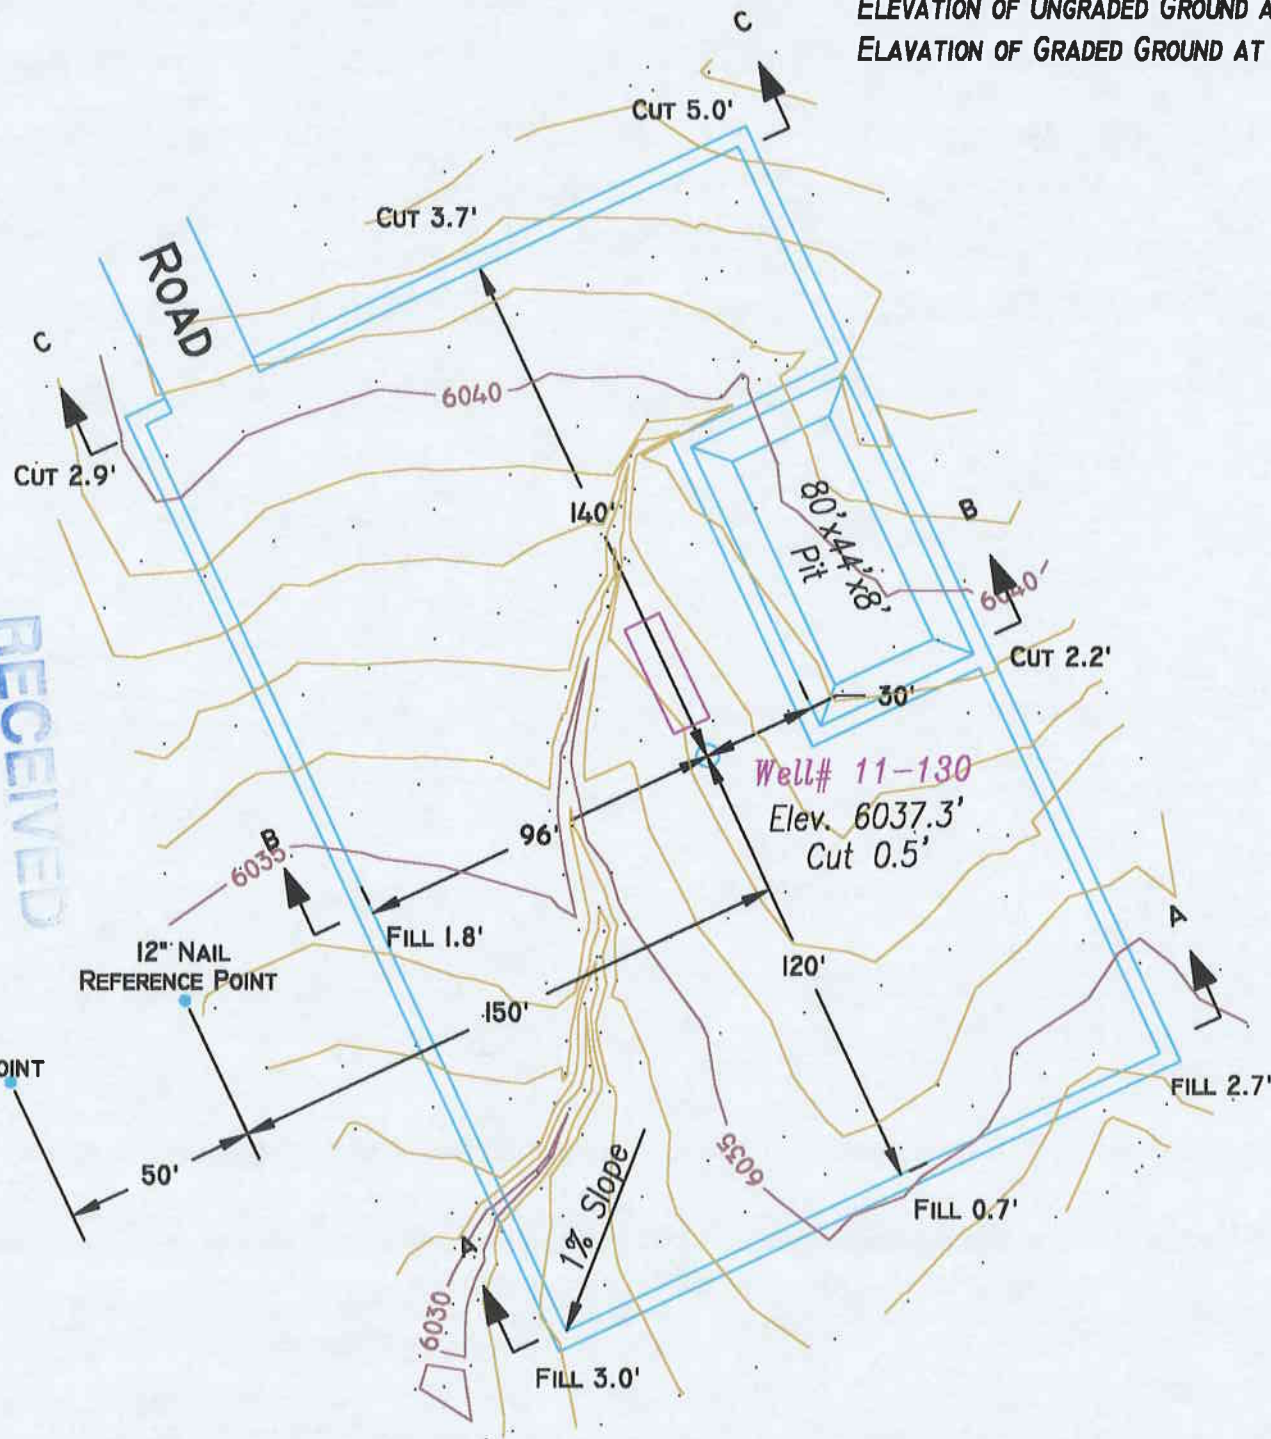 ELEVATION OF UNGRADED GROUND
ELAVATION OF GRADED GROUND AT
C
CUT 5.0'
CUT 3.7'
ROAD
C
6040
CUT 2.9'
140'
80'x44'x8'
Pit
B
6040
CUT 2.2'
RECEIVED
30'
Well# 11-130
Elev. 6037.3'
Cut 0.5'
96'
B
6035
FILL 1.8'
A
12" NAIL
REFERENCE POINT
120'
150'
FILL 2.7'
50'
6035
1% Slope
FILL 0.7'
A
6030
FILL 3.0'